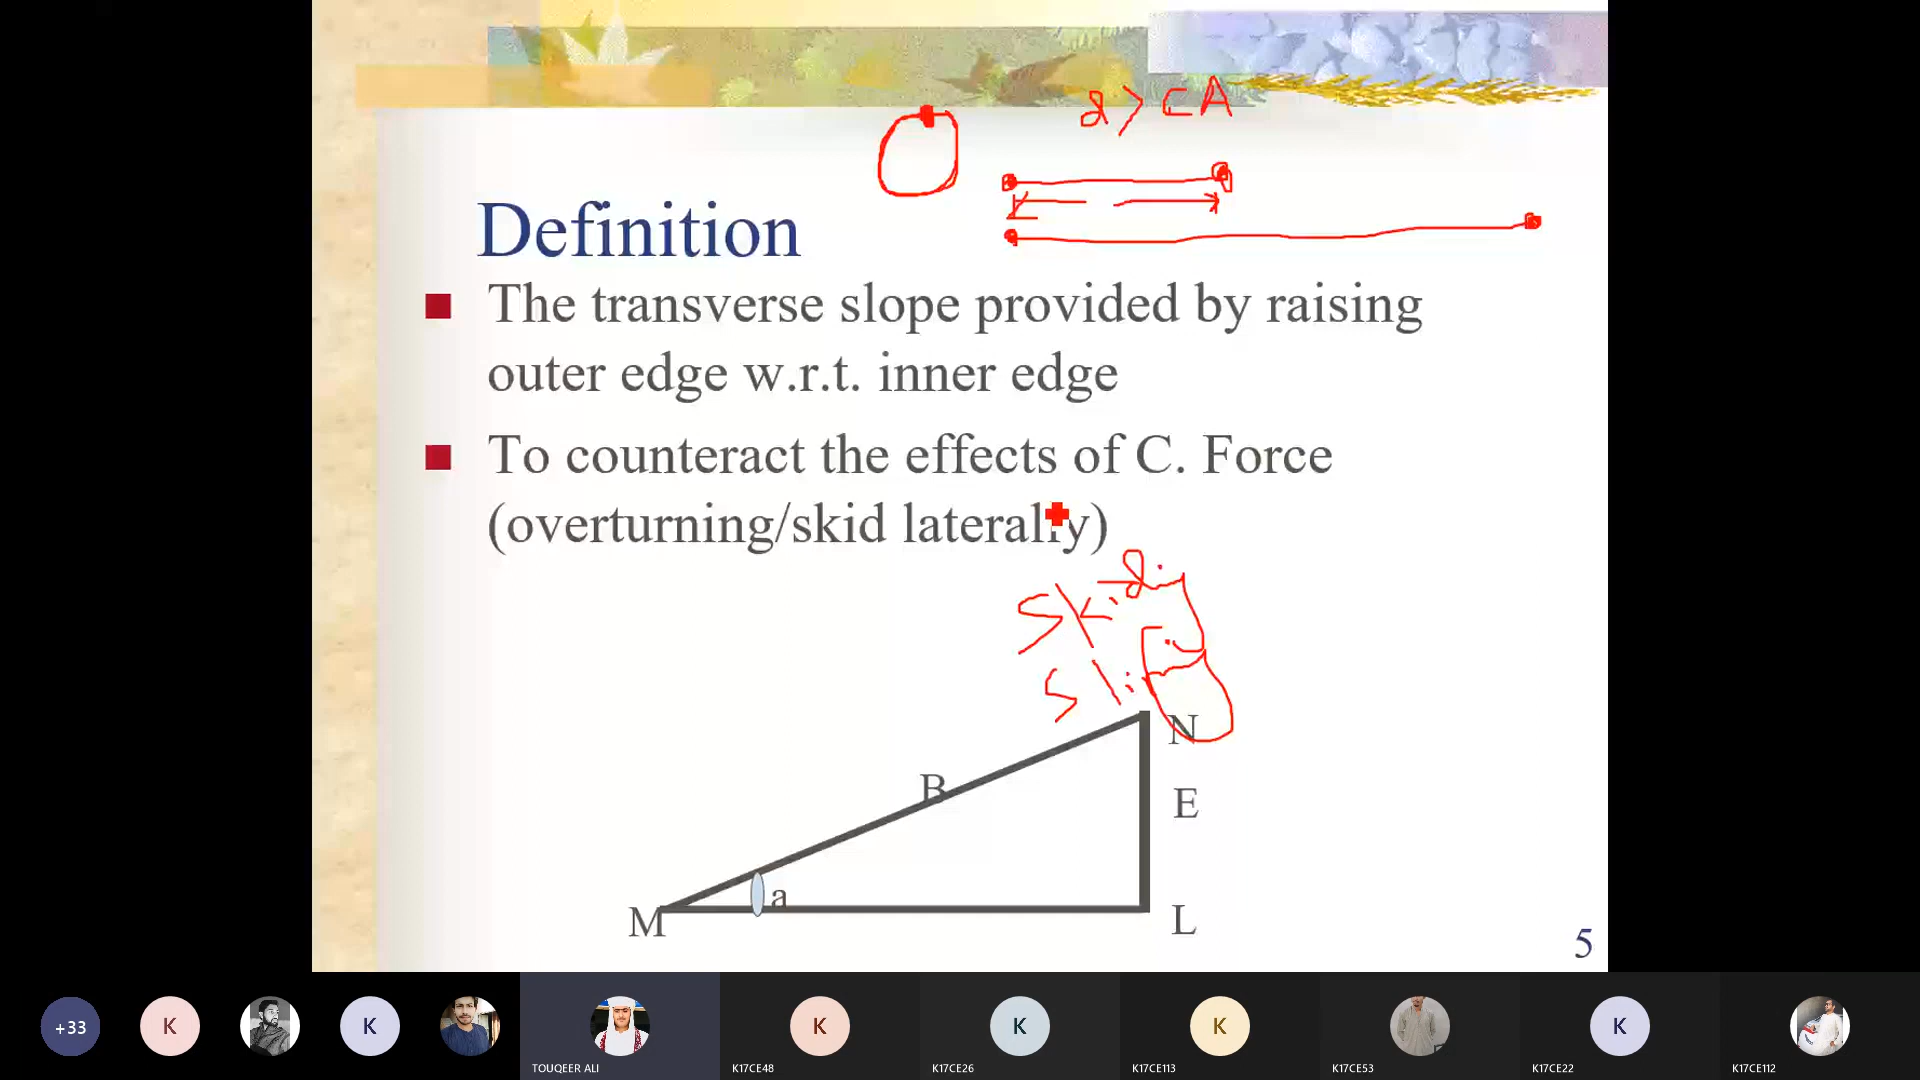 d > CA
Definition
The transverse slope provided by raising
outer edge w.r.t. inner edge
To counteract the effects of C. Force
(overturning/skid laterally)
N
B
E
a
M
L
5
+33
K
K
K
K
K
K
TOUQEER ALI
K17CE48
K17CE26
K17CE113
K17CE53
K17CE22
K17CE112